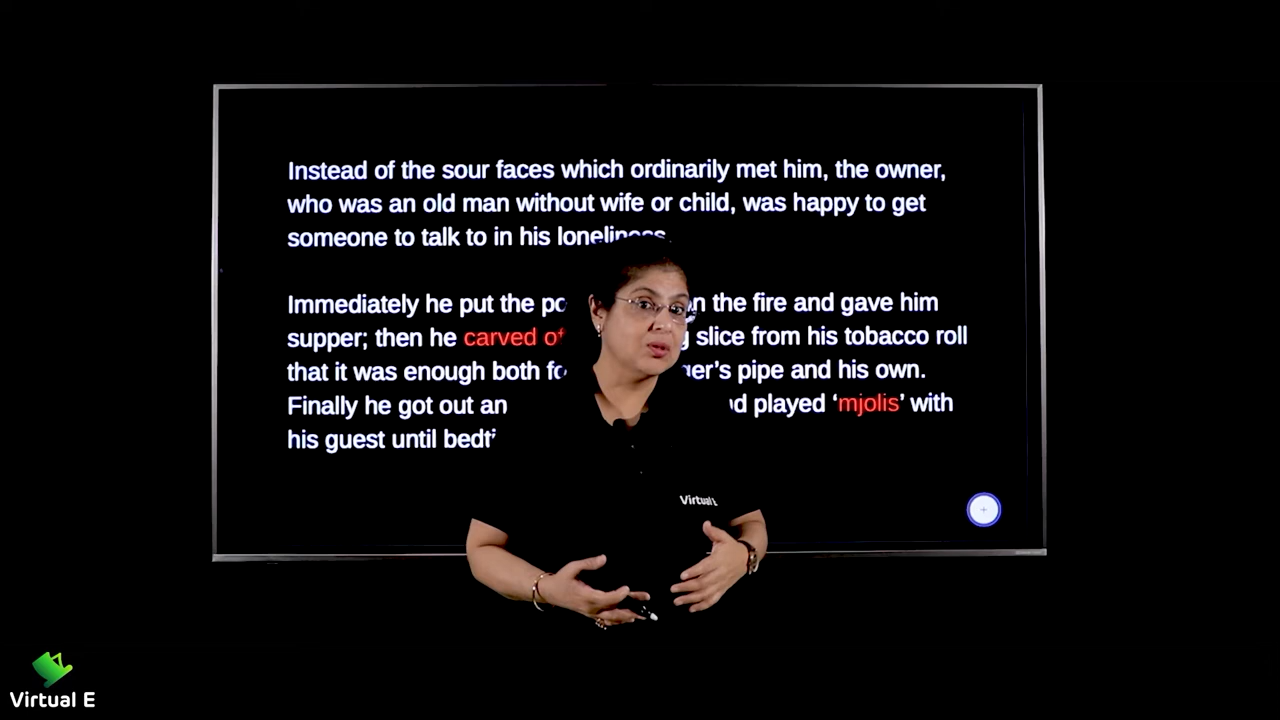 Instead of the sour faces which ordinarily met him, the owner,
who was an old man without wife or child, was happy to get
someone to talk to in his loneliness.
Immediately he put the on the fire and gave him
supper; then he carved slice from his tobacco roll
that it was enough both pipe and his own.
Finally he got out an played ‘mjolis’ with
his guest until
Virtual E
Virtual E